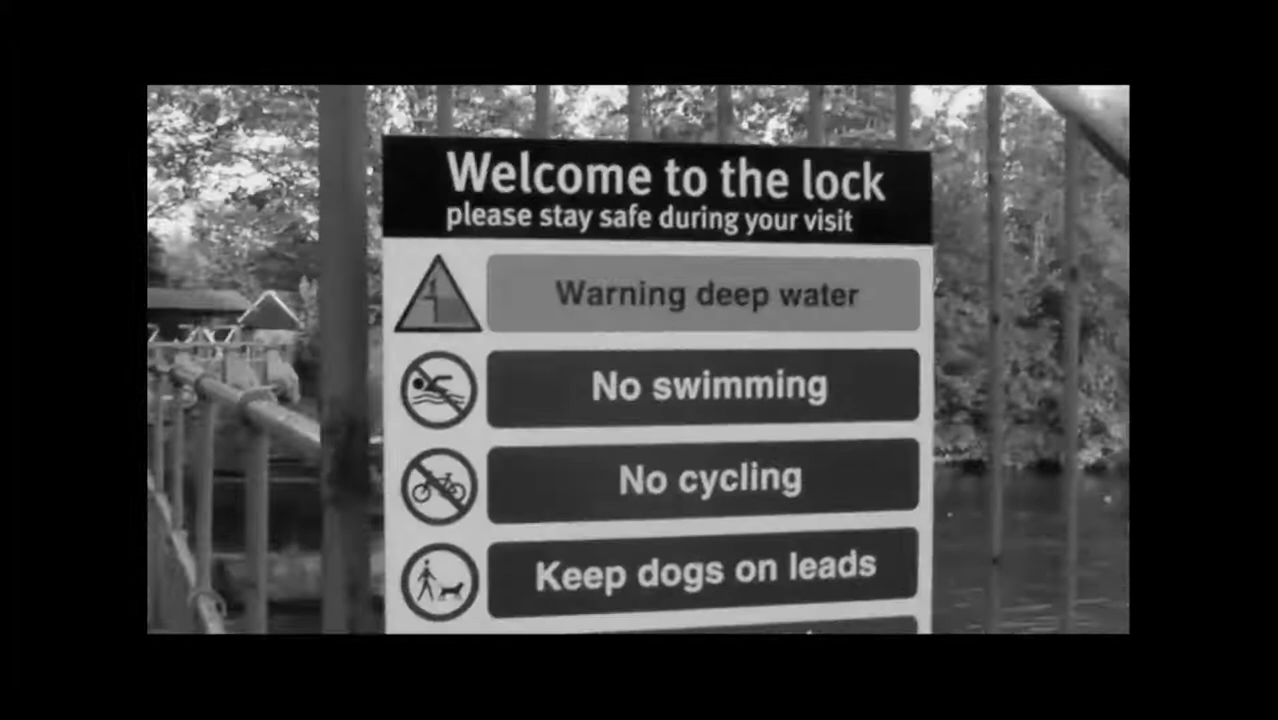 Welcome to the lock
please stay safe during your visit
Warning deep water
No swimming
No cycling
Keep dogs on leads